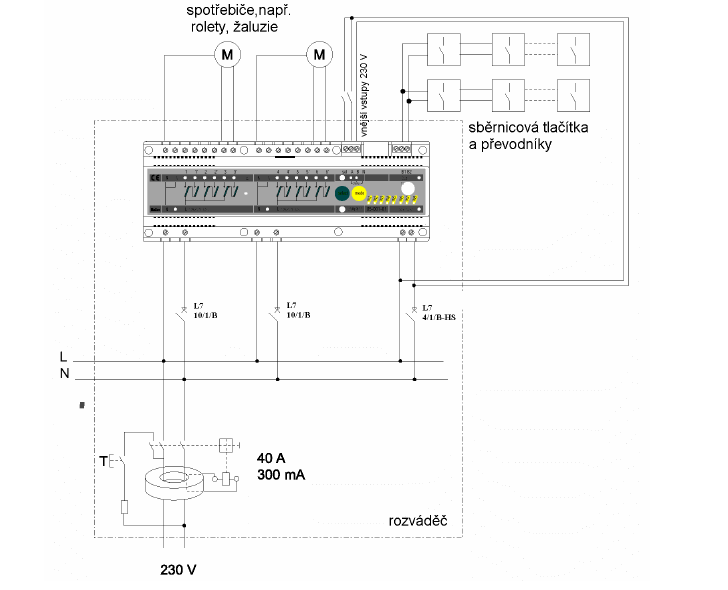 spotřebiče,např.
rolety, žaluzie
M
M
vnější vstupy 230 V
sběrnicová tlačítka
a převodníky
L7
10/1/B
L7
10/1/B
L7
4/1/B-HS
L
N
T
40 A
300 mA
rozváděč
230 V